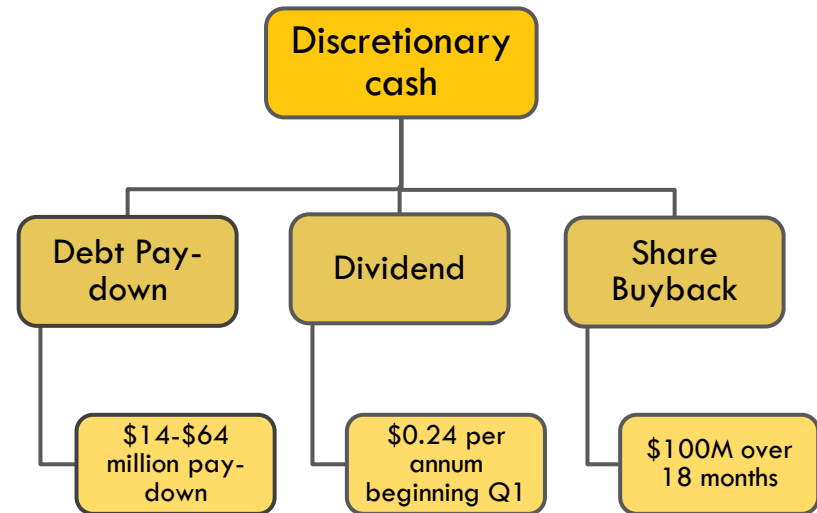 Discretionary
cash
Debt Pay-
down
Dividend
Share
Buyback
$14-$64
million pay-
down
$0.24 per
annum
beginning Q1
$100M over
18 months